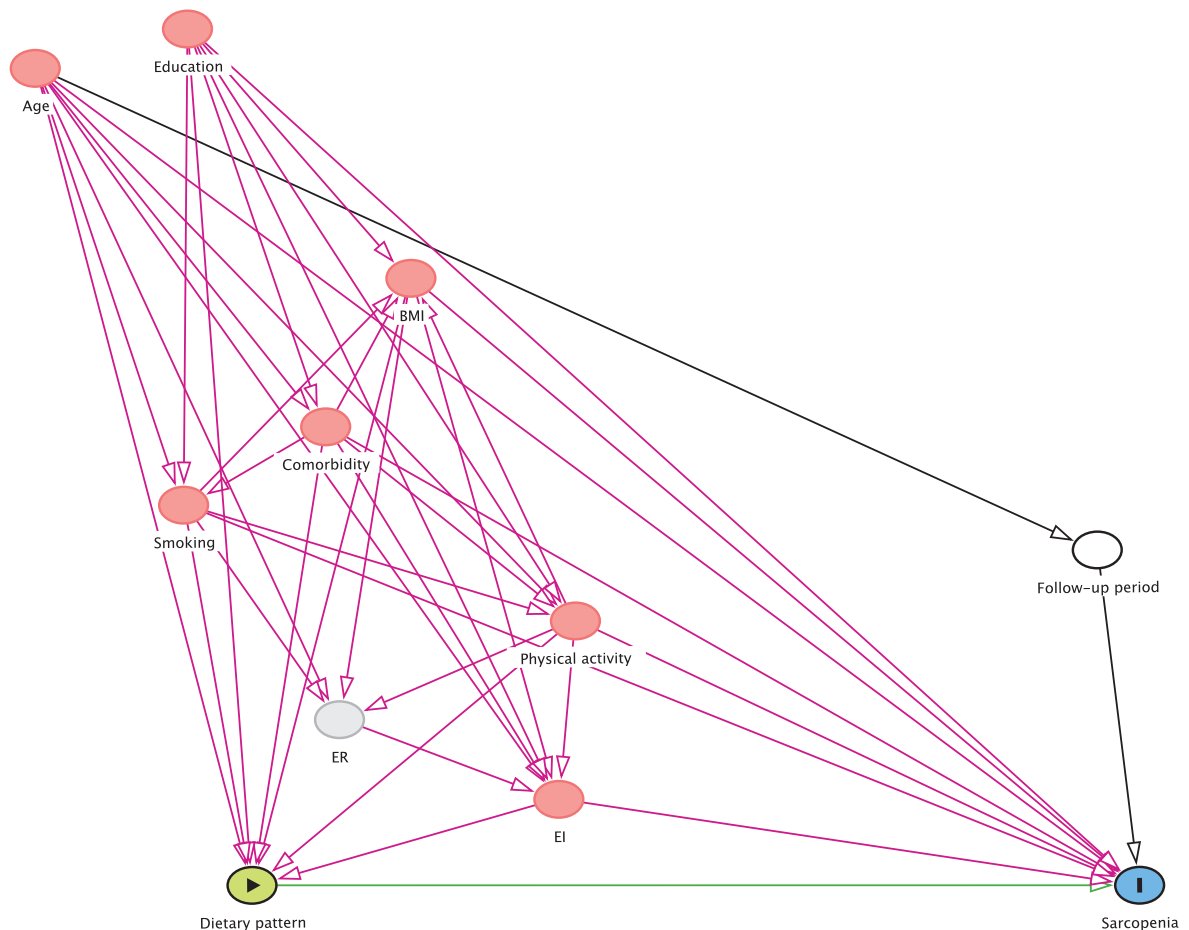 Education
Age
BMI
Comorbidity
Smoking
Follow-up period
Physical activity
ER
EI
Dietary pattern
Sarcopenia